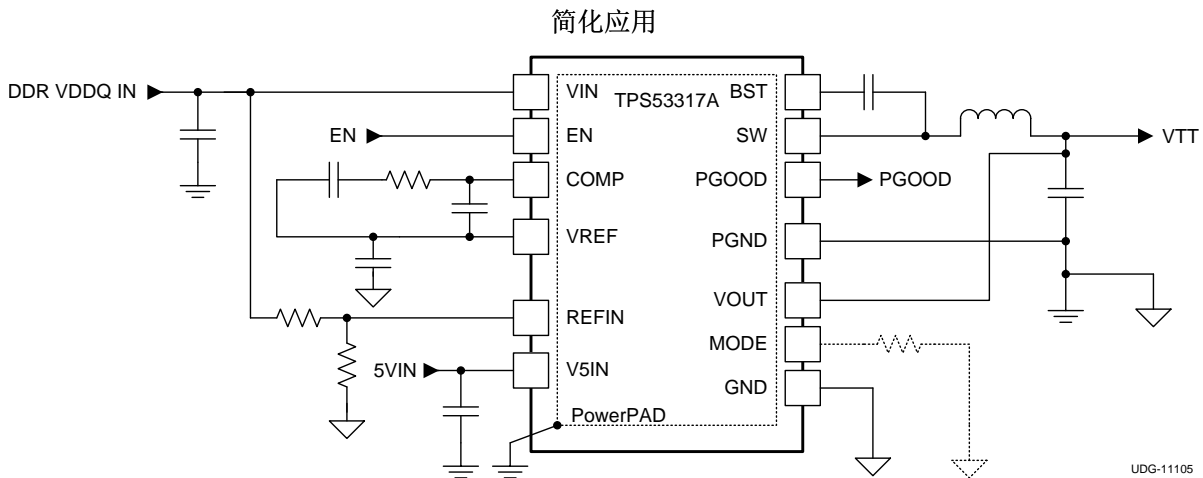 简化应用
DDR VDDQ IN
VIN
TPS53317A
BST
EN
EN
SW
VTT
COMP
PGOOD
PGOOD
VREF
PGND
VOUT
REFIN
MODE
5VIN
V5IN
GND
PowerPAD
UDG-11105